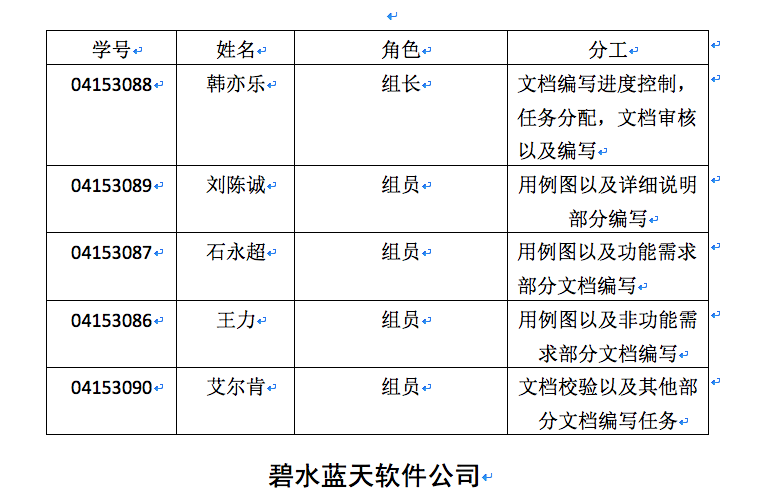 学号 姓名 角色 分工
04153088 韩亦乐 组长 文档编写进度控制，
任务分配，文档审核
以及编写
04153089 刘陈诚 组员 用例图以及详细说明
部分编写
04153087 石永超 组员 用例图以及功能需求
部分文档编写
04153086 王力 组员 用例图以及非功能需
求部分文档编写
04153090 艾尔肯 组员 文档校验以及其他部
分文档编写任务
碧水蓝天软件公司